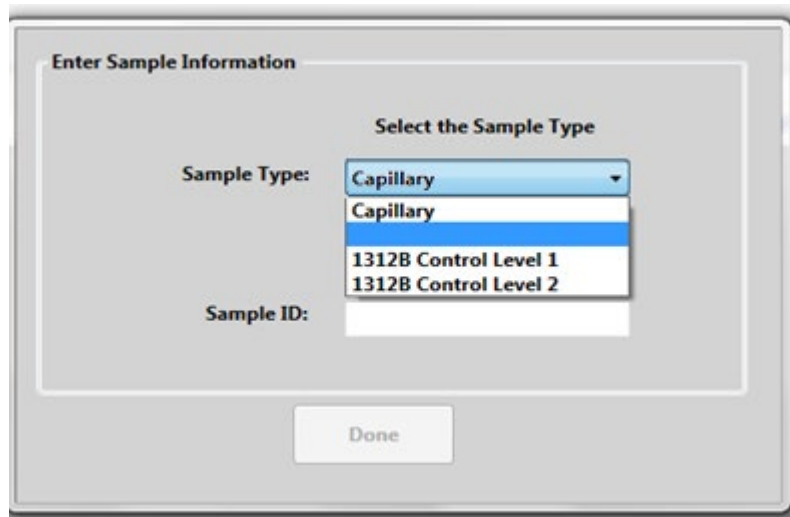 Enter Sample Information
Select the Sample Type
Sample Type:
Capillary
Capillary
1312B Control Level 1
1312B Control Level 2
Sample ID:
Done